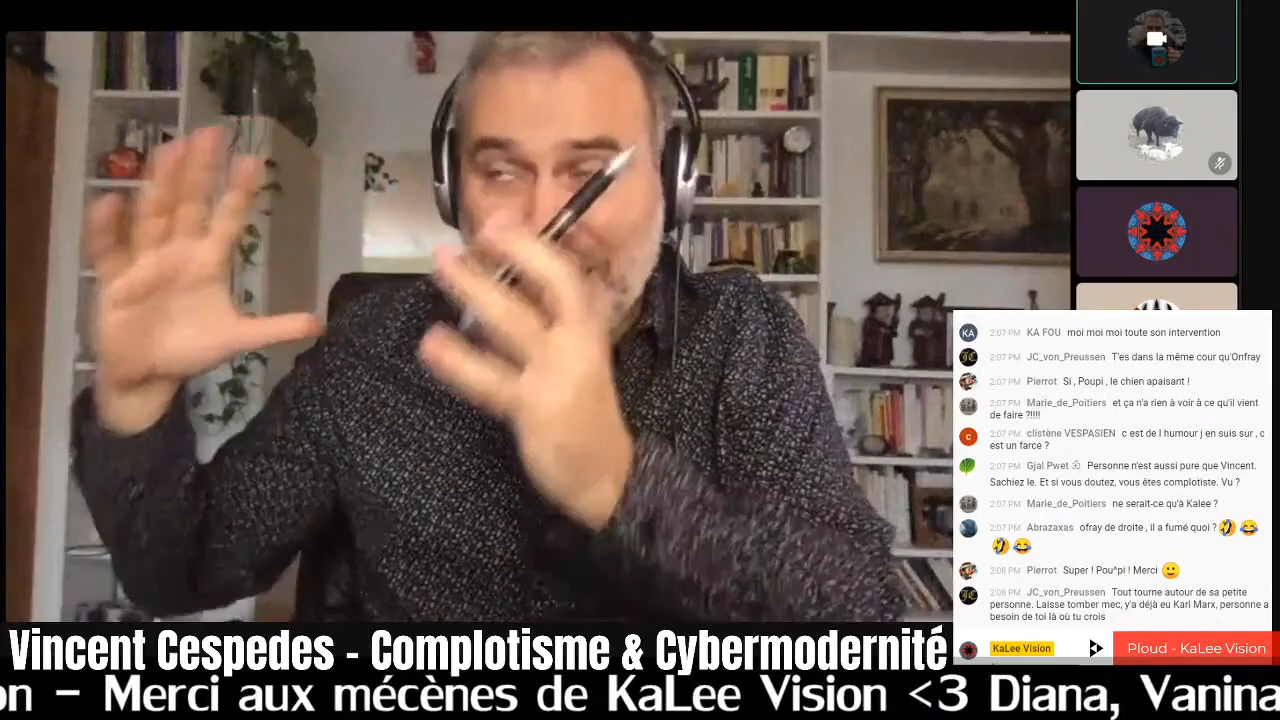 KA 2:07 PM KA FOU moi moi moi toute son intervention
JC 2:07 PM JC_von_Preussen T'es dans la même cour qu'Onfray
2:07 PM Pierrot Si , Poupi , le chien apaisant !
2:07 PM Marie_de_Poitiers et ça n'a rien à voir à ce qu'il vient
de faire ?!!!!
c 2:07 PM clistène VESPASIEN c est de l humour j en suis sur , c
est un farce ?
2:07 PM Gjal Pwet ॐ Personne n'est aussi pure que Vincent.
Sachiez le. Et si vous doutez, vous êtes complotiste. Vu ?
2:07 PM Marie_de_Poitiers ne serait-ce qu'à Kalee ?
2:07 PM Abrazaxas ofray de droite , il a fumé quoi ? 🤣 😂
🤣 😂
2:08 PM Pierrot Super ! Pou^pi ! Merci 🙂
JC 2:08 PM JC_von_Preussen Tout tourne autour de sa petite
personne. Laisse tomber mec, y'a déjà eu Karl Marx, personne a
besoin de toi là où tu crois
KaLee Vision
Ploud - KaLee Vision
Vincent Cespedes - Complotisme & Cybermodernité
on – Merci aux mécènes de KaLee Vision <3 Diana, Vanina